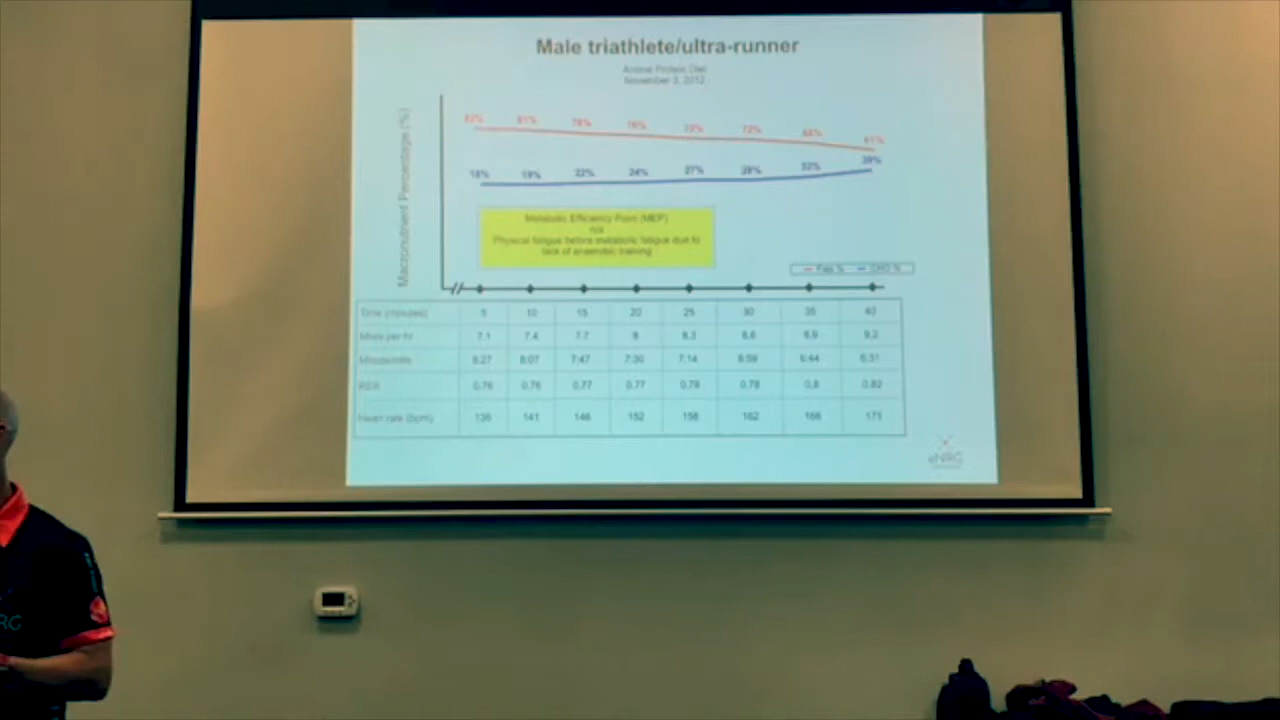 Male triathlete/ultra-runner
Animal Protein Diet
November 3, 2012
Macronutrient Percentage (%)
82% 81% 78% 76% 73% 72% 68% 61%
18% 19% 22% 24% 27% 28% 32% 39%
Metabolic Efficiency Point (MEP)
n/a
Physical fatigue before metabolic fatigue due to
lack of anaerobic training
Fats % CHO %
Time (minutes) 5 10 15 20 25 30 35 40
Miles per hr 7.1 7.4 7.7 8 8.3 8.6 8.9 9.2
Minute/mile 8:27 8:07 7:47 7:30 7:14 6:59 6:44 6:31
RER 0.76 0.76 0.77 0.77 0.78 0.78 0.8 0.82
Heart rate (bpm) 136 141 146 152 158 162 166 171
eNRG
RG